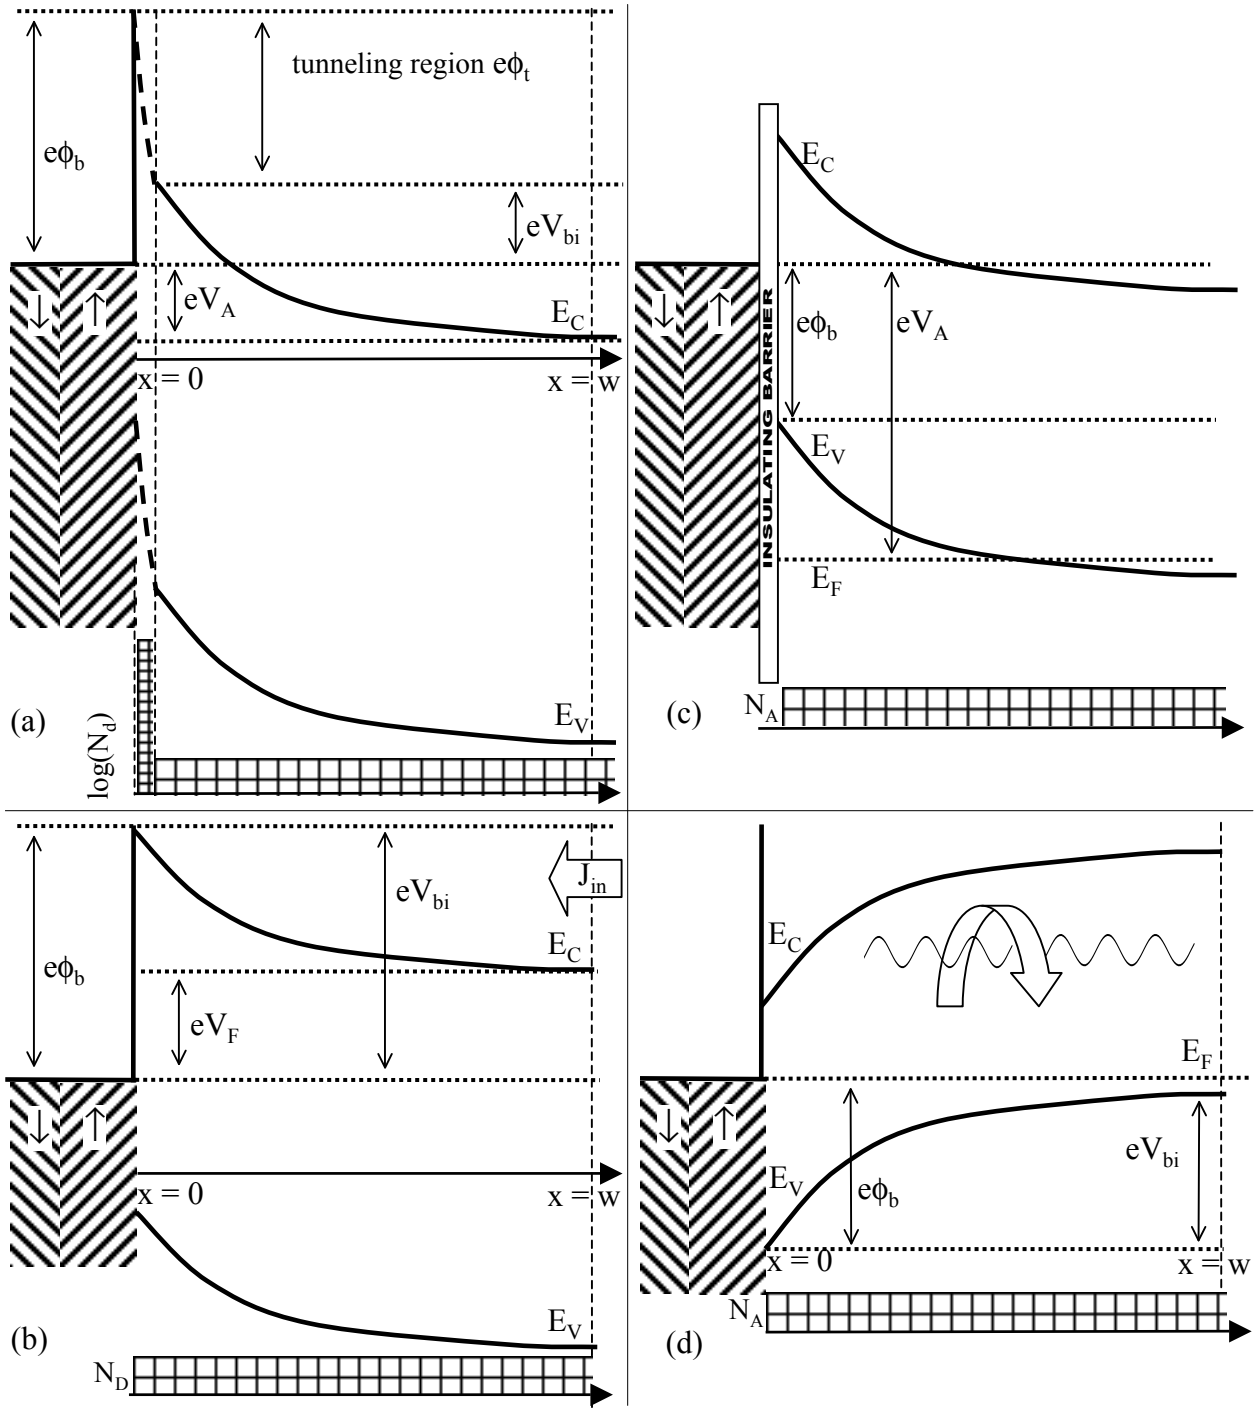 tunneling region eϕt
eϕb
eVbi
↓ ↑
eVA
EC
x = 0
x = w
EV
(a)
log(Nd)
EC
INSULATING BARRIER
↓ ↑
eϕb
eVA
EV
EF
(c)
NA
Jin
eVbi
eϕb
EC
eVF
↓ ↑
x = 0
x = w
EV
(b)
ND
EC
EF
↓ ↑
eVbi
EV
eϕb
x = 0
x = w
NA
(d)